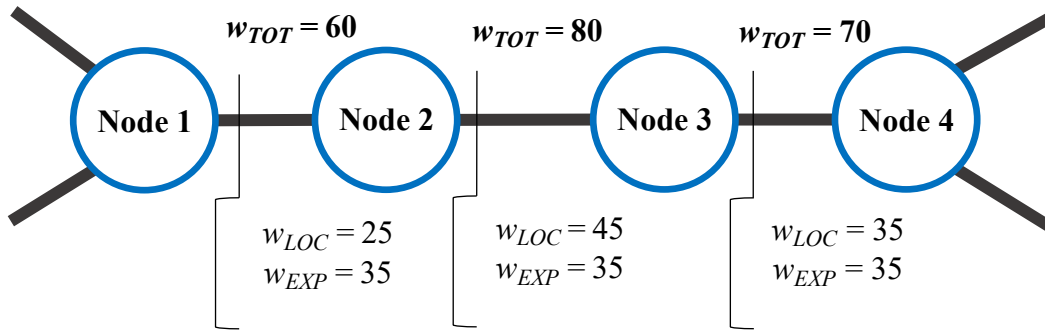 w_TOT = 60
w_TOT = 80
w_TOT = 70
Node 1
Node 2
Node 3
Node 4
w_LOC = 25
w_EXP = 35
w_LOC = 45
w_EXP = 35
w_LOC = 35
w_EXP = 35